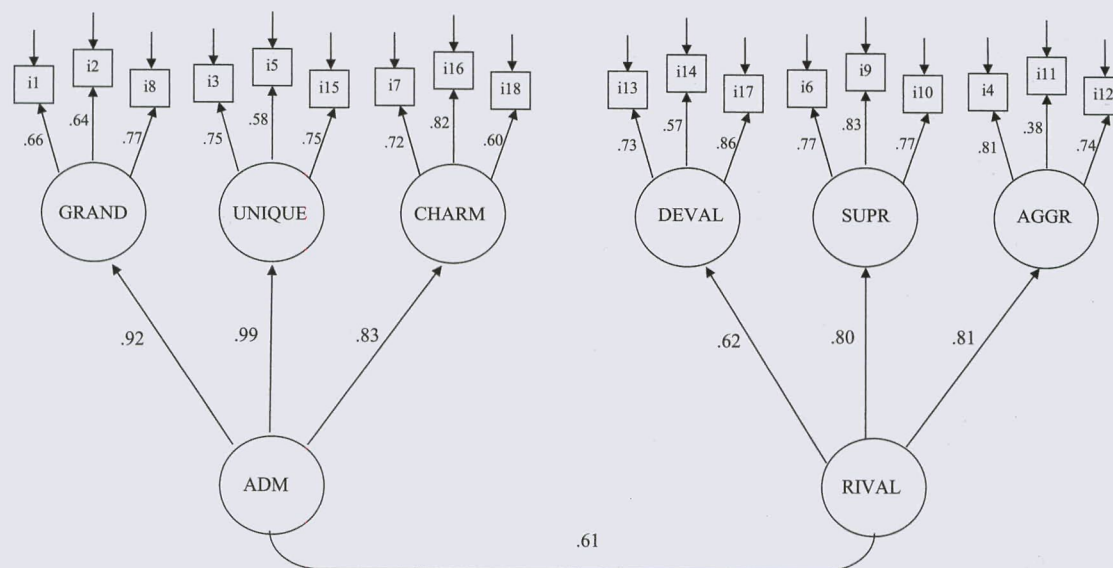 i1 i2 i8 i3 i5 i15 i7 i16 i18 i13 i14 i17 i6 i9 i10 i4 i11 i12
.66 .64 .77 .75 .58 .75 .72 .82 .60 .73 .57 .86 .77 .83 .77 .81 .38 .74
GRAND UNIQUE CHARM DEVAL SUPR AGGR
.92 .99 .83 .62 .80 .81
ADM RIVAL
.61